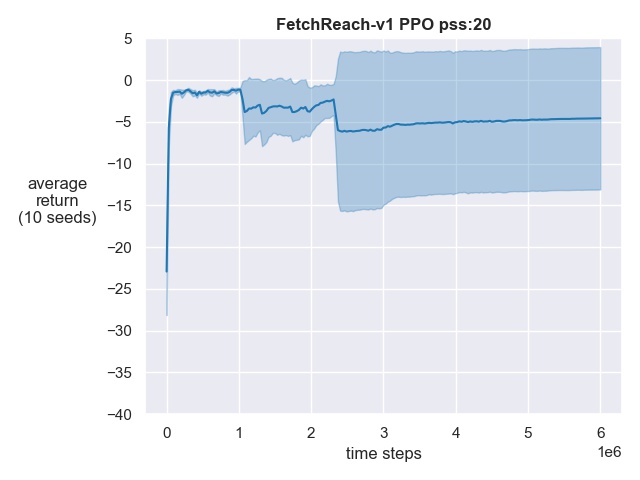 FetchReach-v1 PPO pss:20
5
0
−5
−10
−15
−20
−25
−30
−35
−40
average
return
(10 seeds)
0 1 2 3 4 5 6
1e6
time steps